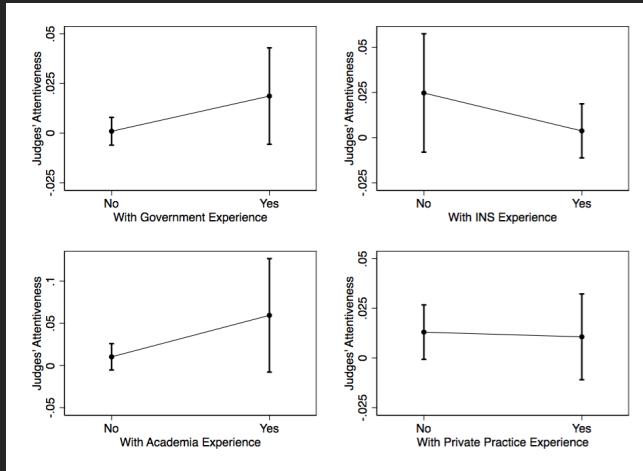 Judges' Attentiveness
.05
.025
0
-.025
No
Yes
With Government Experience
Judges' Attentiveness
.05
.025
0
-.025
No
Yes
With INS Experience
Judges' Attentiveness
.1
.05
0
-.05
No
Yes
With Academia Experience
Judges' Attentiveness
.05
.025
0
-.025
No
Yes
With Private Practice Experience